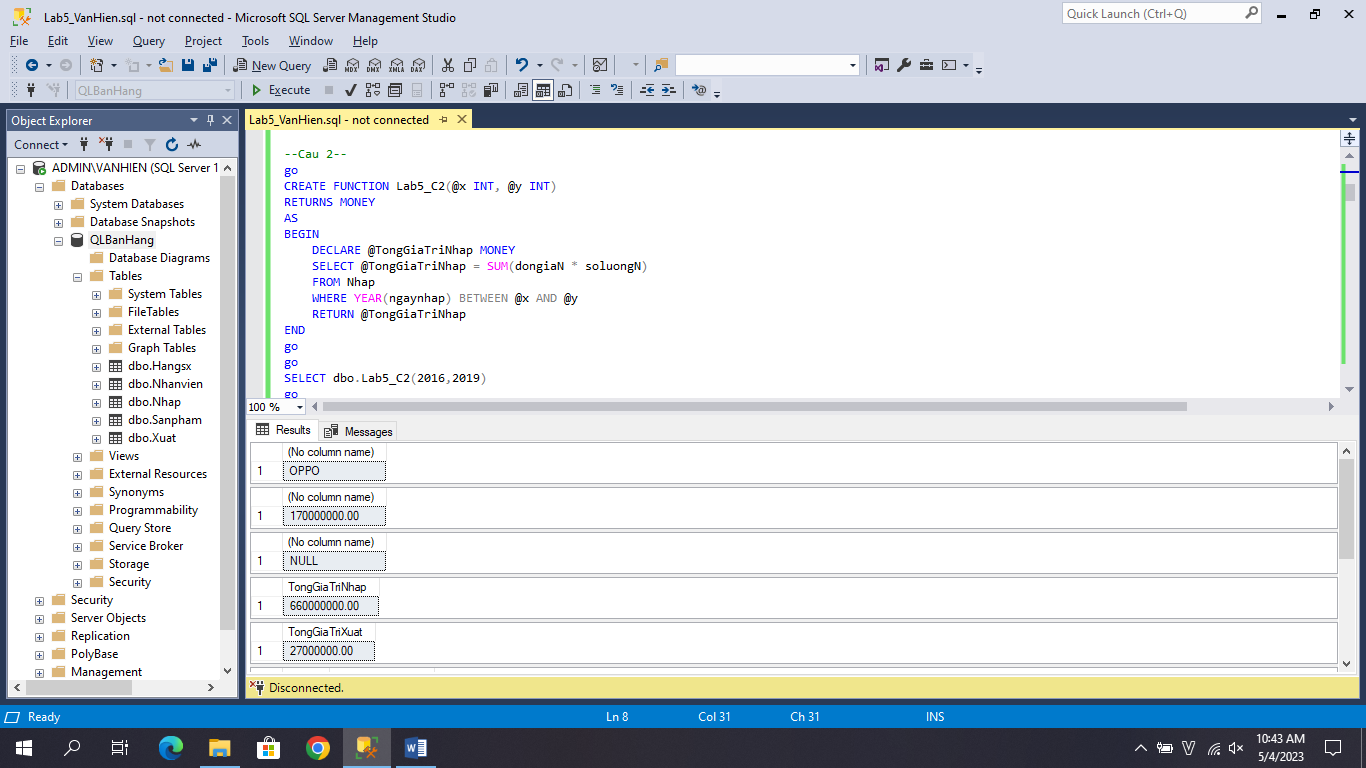 Lab5_VanHien.sql - not connected - Microsoft SQL Server Management Studio
Quick Launch (Ctrl+Q)
File Edit View Query Project Tools Window Help
New Query MDX DMX XMLA DAX
QLBanHang Execute
Object Explorer
Connect
ADMIN\VANHIEN (SQL Server 1
Databases
System Databases
Database Snapshots
QLBanHang
Database Diagrams
Tables
System Tables
FileTables
External Tables
Graph Tables
dbo.Hangsx
dbo.Nhanvien
dbo.Nhap
dbo.Sanpham
dbo.Xuat
Views
External Resources
Synonyms
Programmability
Query Store
Service Broker
Storage
Security
Security
Server Objects
Replication
PolyBase
Management
Lab5_VanHien.sql - not connected
--Cau 2--
go
CREATE FUNCTION Lab5_C2(@x INT, @y INT)
RETURNS MONEY
AS
BEGIN
DECLARE @TongGiaTriNhap MONEY
SELECT @TongGiaTriNhap = SUM(dongiaN * soluongN)
FROM Nhap
WHERE YEAR(ngaynhap) BETWEEN @x AND @y
RETURN @TongGiaTriNhap
END
go
go
SELECT dbo.Lab5_C2(2016,2019)
go
100 %
Results Messages
(No column name)
1 OPPO
(No column name)
1 170000000.00
(No column name)
1 NULL
TongGiaTriNhap
1 660000000.00
TongGiaTriXuat
1 27000000.00
Disconnected.
Ready Ln 8 Col 31 Ch 31 INS
10:43 AM
5/4/2023